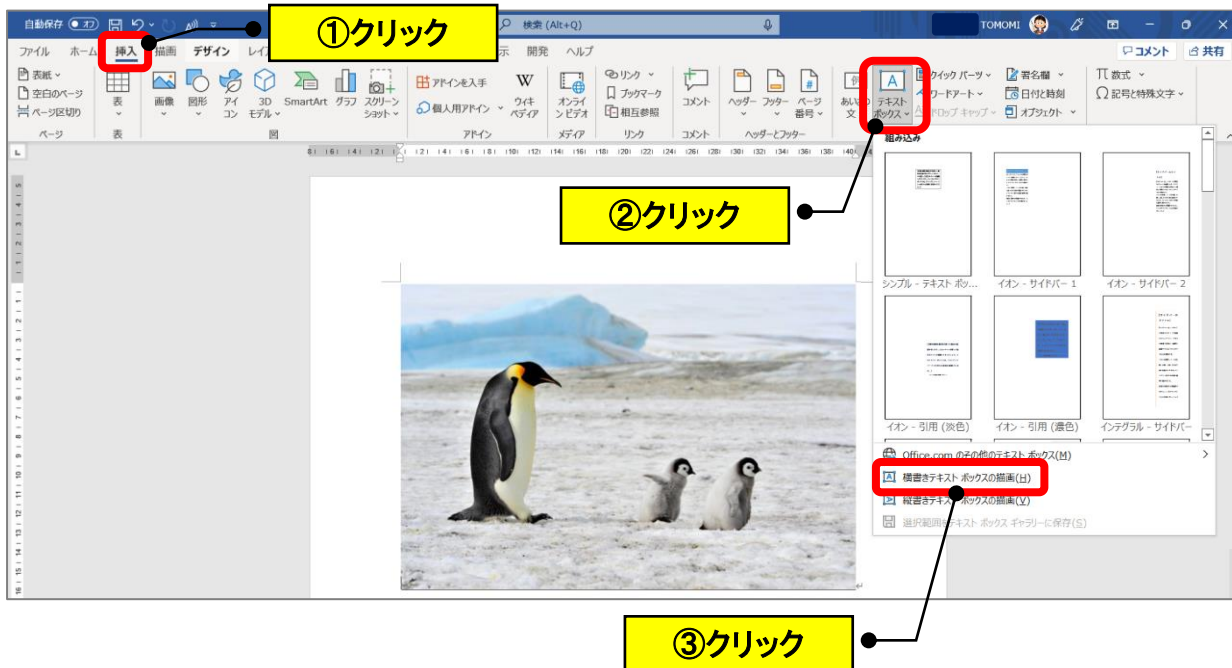 自動保存 オフ
検索 (Alt+Q)
TOMOMI
①クリック
ファイル ホーム 挿入 描画 デザイン 示 開発 ヘルプ
コメント 共有
表紙
空白のページ
ページ区切り
ページ
表
表
画像
図形
アイコン
3D モデル
SmartArt
グラフ
スクリーンショット
図
アドインを入手
個人用アドイン
ウィキペディア
アドイン
オンラインビデオ
メディア
リンク
ブックマーク
相互参照
リンク
コメント
コメント
ヘッダー
フッター
ページ番号
ヘッダーとフッター
テキスト
ボックス
クイック パーツ
ワードアート
ドロップ キャップ
署名欄
日付と時刻
オブジェクト
数式
記号と特殊文字
②クリック
組み込み
シンプル - テキスト ボッ...
イオン - サイドバー 1
イオン - サイドバー 2
イオン - 引用 (淡色)
イオン - 引用 (濃色)
インテグラル - サイドバー
Office.com のその他のテキスト ボックス(M)
横書きテキスト ボックスの描画(H)
縦書きテキスト ボックスの描画(V)
選択範囲をテキスト ボックス ギャラリーに保存(S)
③クリック